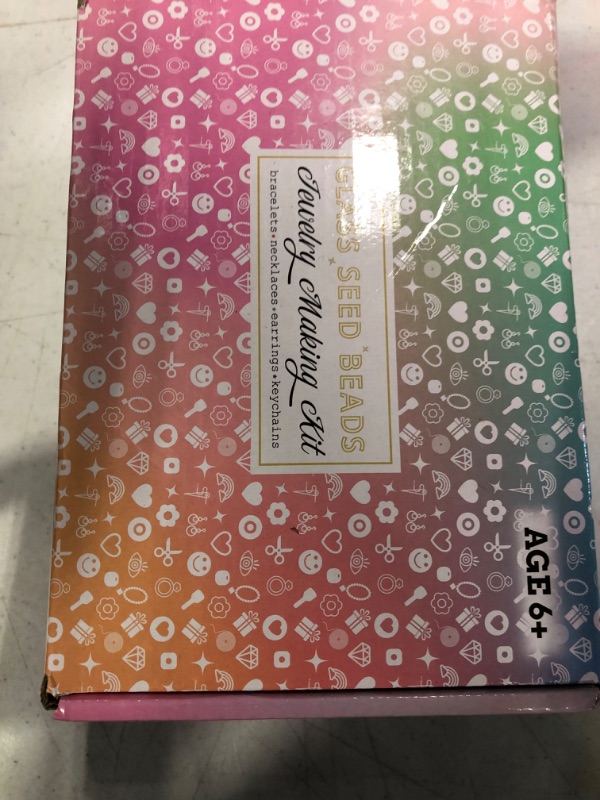 GLASS SEED BEADS
Jewelry Making Kit
bracelets•necklaces•earrings•keychains
AGE 6+